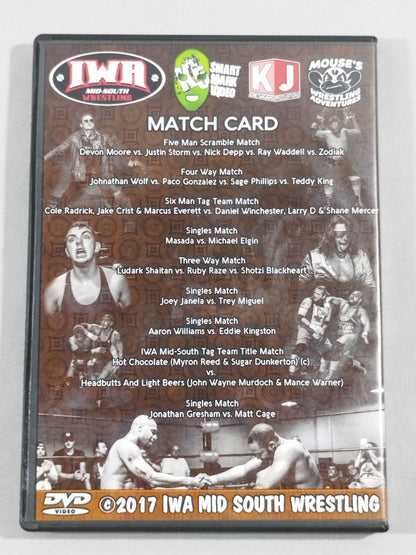 IWA
MID-SOUTH
WRESTLING
SMART
MARK
VIDEO
KJ
MOUSE'S
WRESTLING
ADVENTURES
MATCH CARD
Five Man Scramble Match
Devon Moore vs. Justin Storm vs. Nick Depp vs. Ray Waddell vs. Zodiak
Four Way Match
Johnathan Wolf vs. Paco Gonzalez vs. Sage Phillips vs. Teddy King
Six Man Tag Team Match
Cole Radrick, Jake Crist & Marcus Everett vs. Daniel Winchester, Larry D & Shane Mercer
Singles Match
Masada vs. Michael Elgin
Three Way Match
Ludark Shaitan vs. Ruby Raze vs. Shotzi Blackheart
Singles Match
Joey Janela vs. Trey Miguel
Singles Match
Aaron Williams vs. Eddie Kingston
IWA Mid-South Tag Team Title Match
Hot Chocolate (Myron Reed & Sugar Dunkerton) (c)
vs.
Headbutts And Light Beers (John Wayne Murdoch & Mance Warner)
Singles Match
Jonathan Gresham vs. Matt Cage
DVD
VIDEO
©2017 IWA MID SOUTH WRESTLING